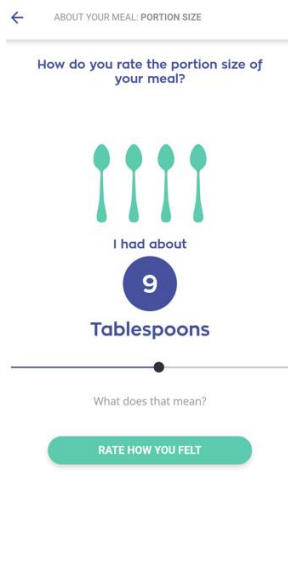 ABOUT YOUR MEAL: PORTION SIZE
How do you rate the portion size of
your meal?
I had about
9
Tablespoons
What does that mean?
RATE HOW YOU FELT